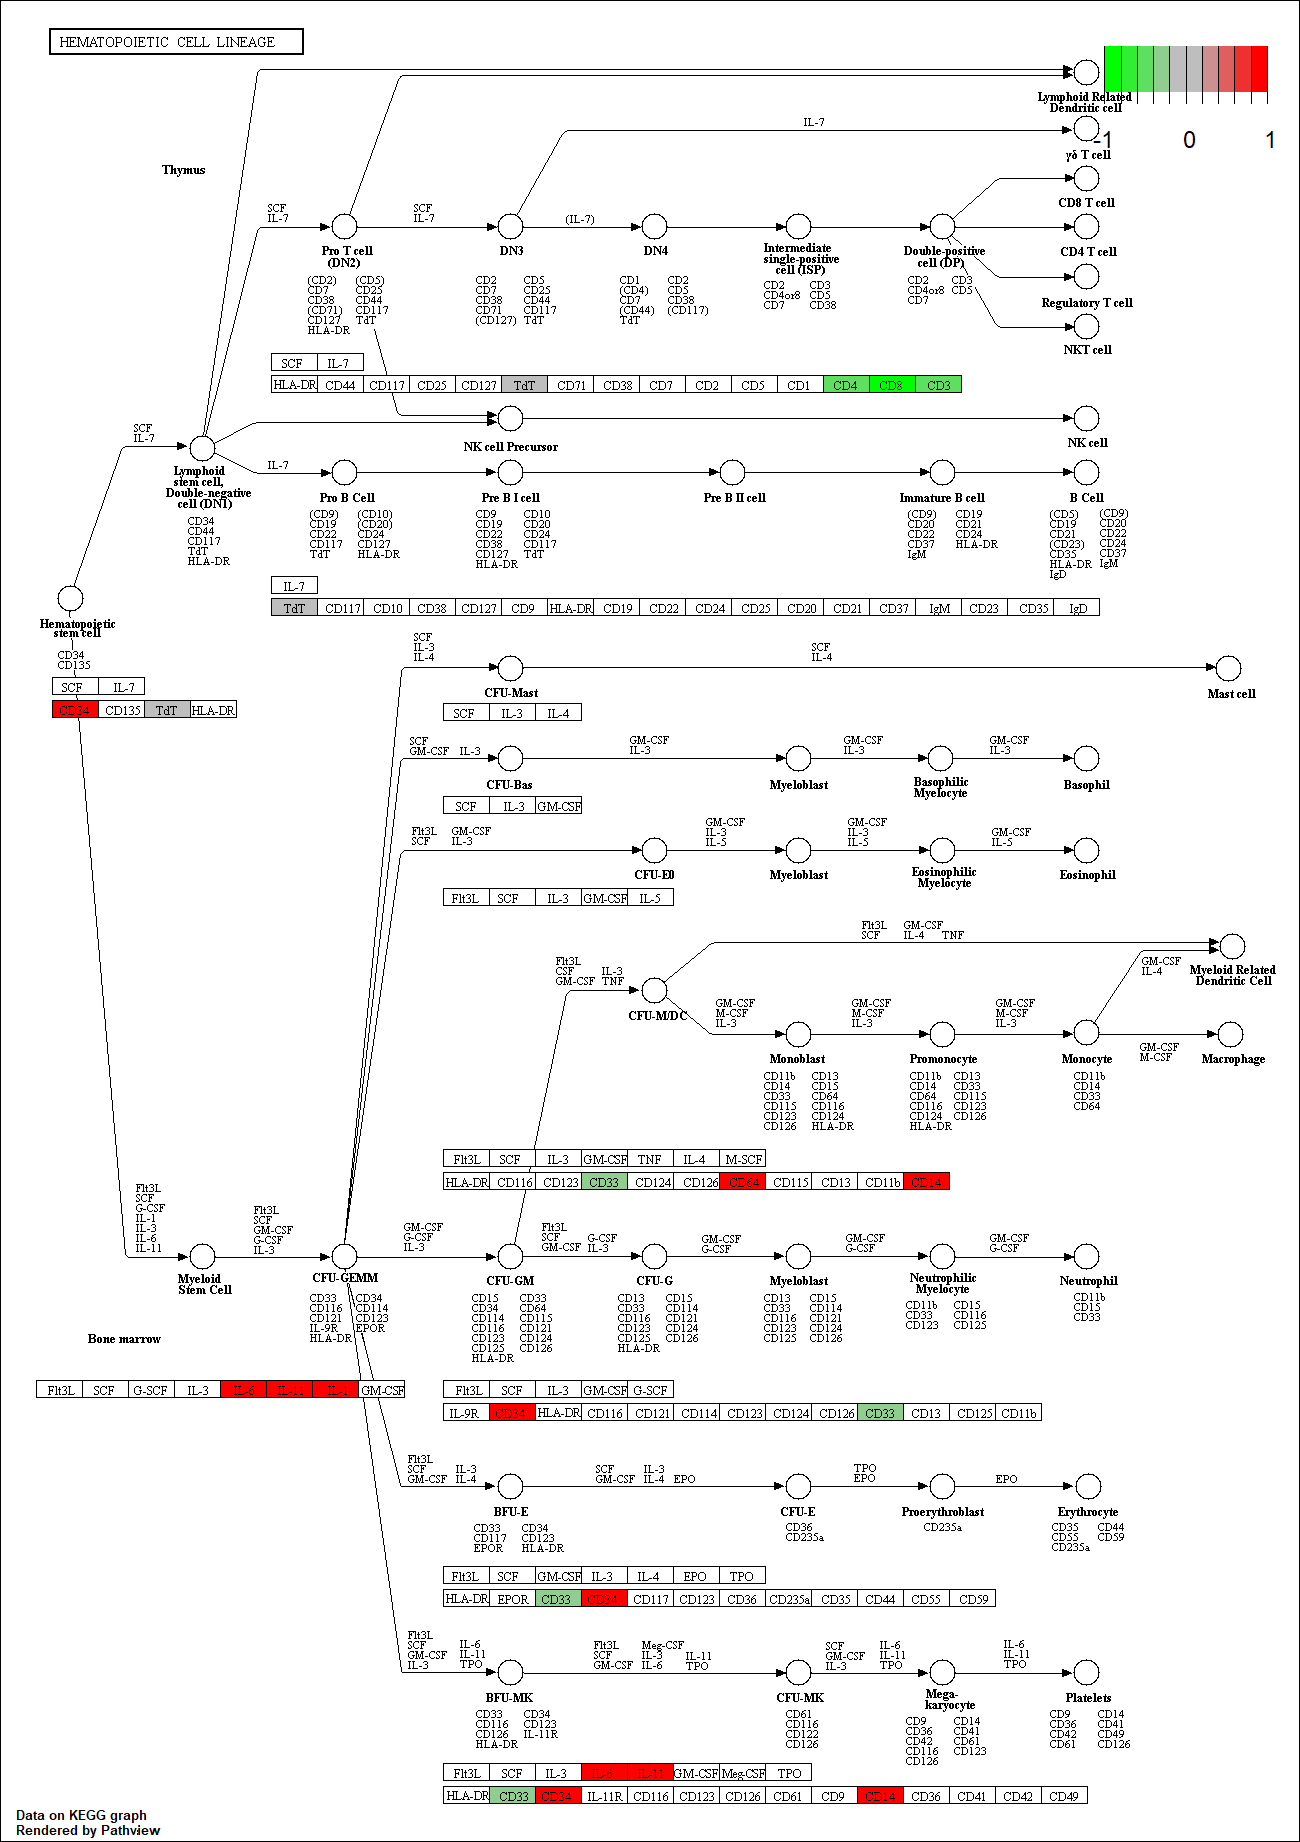 HEMATOPOIETIC CELL LINEAGE
-1 0 1
Lymphoid Related
Dendritic cell
IL-7
γδ T cell
Thymus
CD8 T cell
SCF
IL-7
SCF
IL-7
(IL-7)
Pro T cell
(DN2)
DN3
DN4
Intermediate
single-positive
cell (ISP)
Double-positive
cell (DP)
CD4 T cell
(CD2) (CD5)
CD7 CD25
CD38 CD44
(CD71) CD117
CD127 TdT
HLA-DR
CD2 CD5
CD7 CD25
CD38 CD44
CD71 CD117
(CD127) TdT
CD1 CD2
(CD4) CD5
CD7 CD38
(CD44) (CD117)
TdT
CD2 CD3
CD4or8 CD5
CD7 CD38
CD2 CD3
CD4or8 CD5
CD7
Regulatory T cell
NKT cell
SCF IL-7
HLA-DR CD44 CD117 CD25 CD127 TdT CD71 CD38 CD7 CD2 CD5 CD1 CD4 CD8 CD3
SCF
IL-7
NK cell Precursor
NK cell
Lymphoid
stem cell,
Double-negative
cell (DN1)
CD34
CD44
CD117
TdT
HLA-DR
IL-7
Pro B Cell
Pre B I cell
Pre B II cell
Immature B cell
B Cell
(CD9) (CD10)
CD19 (CD20)
CD22 CD24
CD117 CD127
TdT HLA-DR
CD9 CD10
CD19 CD20
CD22 CD24
CD38 CD117
CD127 TdT
HLA-DR
(CD9) CD19
CD20 CD21
CD22 CD24
CD37 HLA-DR
IgM
(CD5) (CD9)
CD19 CD20
CD21 CD22
(CD23) CD24
CD35 CD37
HLA-DR IgM
IgD
IL-7
TdT CD117 CD10 CD38 CD127 CD9 HLA-DR CD19 CD22 CD24 CD25 CD20 CD21 CD37 IgM CD23 CD35 IgD
Hematopoietic
stem cell
CD34
CD135
SCF IL-7
CD34 CD135 TdT HLA-DR
SCF
IL-3
IL-4
SCF
IL-4
CFU-Mast
Mast cell
SCF IL-3 IL-4
SCF
GM-CSF IL-3
GM-CSF
IL-3
GM-CSF
IL-3
GM-CSF
IL-3
CFU-Bas
Myeloblast
Basophilic
Myelocyte
Basophil
SCF IL-3 GM-CSF
Flt3L GM-CSF
SCF IL-3
GM-CSF
IL-3
IL-5
GM-CSF
IL-3
IL-5
GM-CSF
IL-5
CFU-E0
Myeloblast
Eosinophilic
Myelocyte
Eosinophil
Flt3L SCF IL-3 GM-CSF IL-5
Flt3L GM-CSF
SCF IL-4 TNF
Flt3L
CSF IL-3
GM-CSF TNF
GM-CSF
IL-4
Myeloid Related
Dendritic Cell
CFU-M/DC
GM-CSF
M-CSF
IL-3
GM-CSF
M-CSF
IL-3
GM-CSF
M-CSF
IL-3
GM-CSF
M-CSF
Monoblast
Promonocyte
Monocyte
Macrophage
CD11b CD13
CD14 CD15
CD33 CD64
CD115 CD116
CD123 CD124
CD126 HLA-DR
CD11b CD13
CD14 CD33
CD64 CD115
CD116 CD123
CD124 CD126
HLA-DR
CD11b
CD14
CD33
CD64
Flt3L SCF IL-3 GM-CSF TNF IL-4 M-SCF
HLA-DR CD116 CD123 CD33 CD124 CD126 CD64 CD115 CD13 CD11b CD14
Flt3L
SCF
G-CSF
IL-1
IL-3
IL-6
IL-11
Flt3L
SCF
GM-CSF
G-CSF
IL-3
GM-CSF
G-CSF
IL-3
Flt3L
SCF G-CSF
GM-CSF IL-3
GM-CSF
G-CSF
GM-CSF
G-CSF
GM-CSF
G-CSF
Myeloid
Stem Cell
CFU-GEMM
CFU-GM
CFU-G
Myeloblast
Neutrophilic
Myelocyte
Neutrophil
CD33 CD34
CD116 CD114
CD121 CD123
IL-9R EPOR
HLA-DR
CD15 CD33
CD34 CD64
CD114 CD115
CD116 CD121
CD123 CD124
CD125 CD126
HLA-DR
CD13 CD15
CD33 CD114
CD116 CD121
CD123 CD124
CD125 CD126
HLA-DR
CD13 CD15
CD33 CD114
CD116 CD121
CD123 CD124
CD125 CD126
CD11b CD15
CD33 CD116
CD123 CD125
CD11b
CD15
CD33
Bone marrow
Flt3L SCF G-SCF IL-3 IL-6 IL-11 IL-1 GM-CSF
Flt3L SCF IL-3 GM-CSF G-SCF
IL-9R CD34 HLA-DR CD116 CD121 CD114 CD123 CD124 CD126 CD33 CD13 CD125 CD11b
Flt3L
SCF IL-3
GM-CSF IL-4
SCF IL-3
GM-CSF IL-4 EPO
TPO
EPO
EPO
BFU-E
CFU-E
Proerythroblast
Erythrocyte
CD33 CD34
CD117 CD123
EPOR HLA-DR
CD36
CD235a
CD235a
CD35 CD44
CD55 CD59
CD235a
Flt3L SCF GM-CSF IL-3 IL-4 EPO TPO
HLA-DR EPOR CD33 CD34 CD117 CD123 CD36 CD235a CD35 CD44 CD55 CD59
Flt3L
SCF IL-6
GM-CSF IL-11
IL-3 TPO
Flt3L Meg-CSF
SCF IL-3 IL-11
GM-CSF IL-6 TPO
SCF IL-6
GM-CSF IL-11
IL-3 TPO
IL-6
IL-11
TPO
BFU-MK
CFU-MK
Mega-
karyocyte
Platelets
CD33 CD34
CD116 CD123
CD126 IL-11R
HLA-DR
CD61
CD116
CD122
CD126
CD9 CD14
CD36 CD41
CD42 CD61
CD116 CD123
CD126
CD9 CD14
CD36 CD41
CD42 CD49
CD61 CD126
Flt3L SCF IL-3 IL-6 IL-11 GM-CSF Meg-CSF TPO
HLA-DR CD33 CD34 IL-11R CD116 CD123 CD126 CD61 CD9 CD14 CD36 CD41 CD42 CD49
Data on KEGG graph
Rendered by Pathview